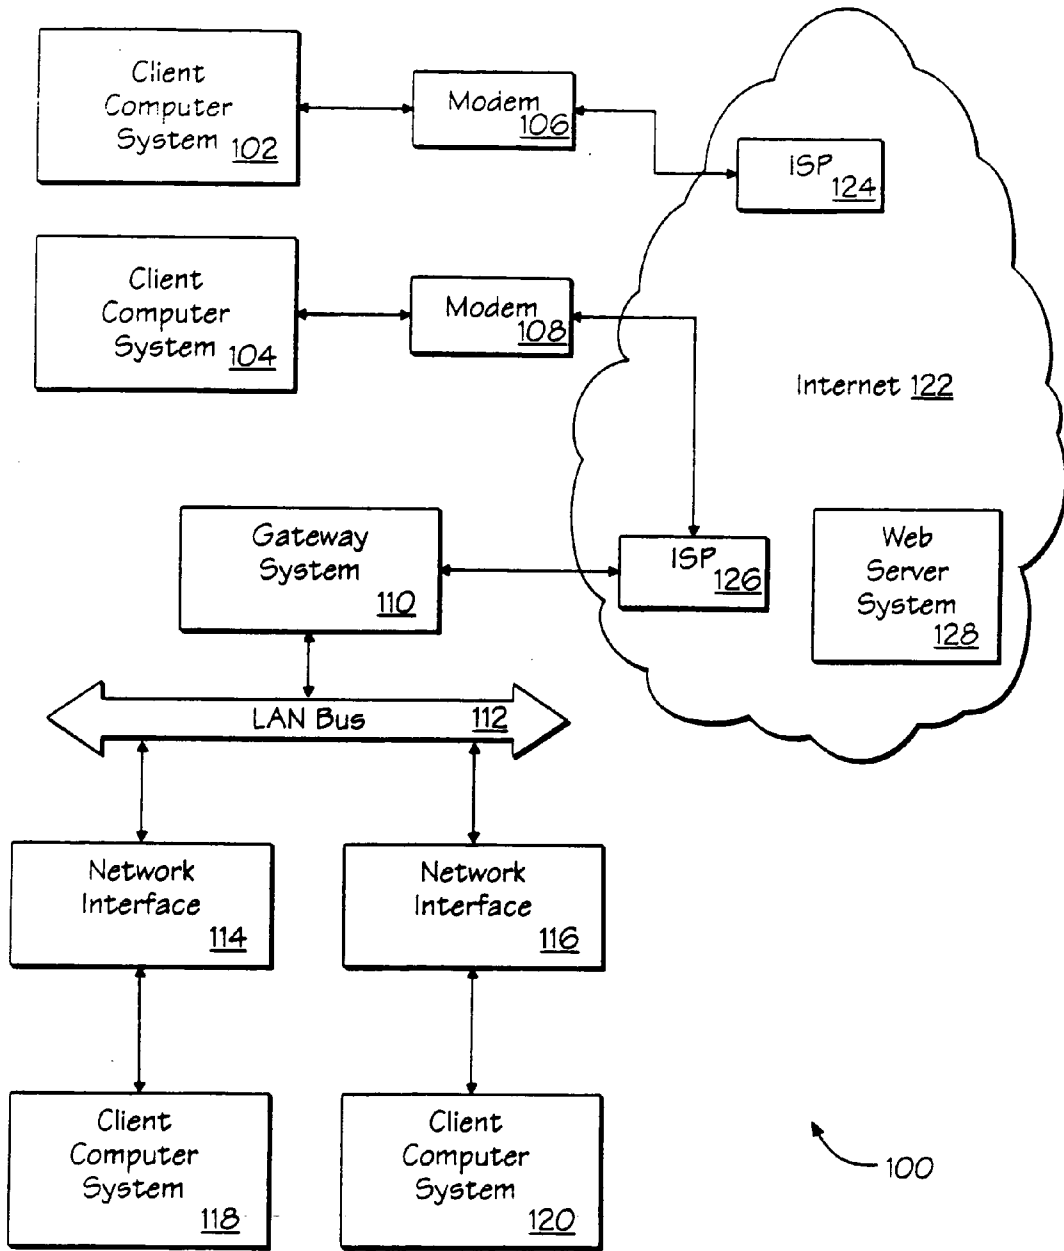 Client
Computer
System 102
Modem
106
ISP
124
Client
Computer
System 104
Modem
108
Internet 122
Gateway
System
110
ISP
126
Web
Server
System
128
LAN Bus 112
Network
Interface
114
Network
Interface
116
Client
Computer
System
118
Client
Computer
System
120
100